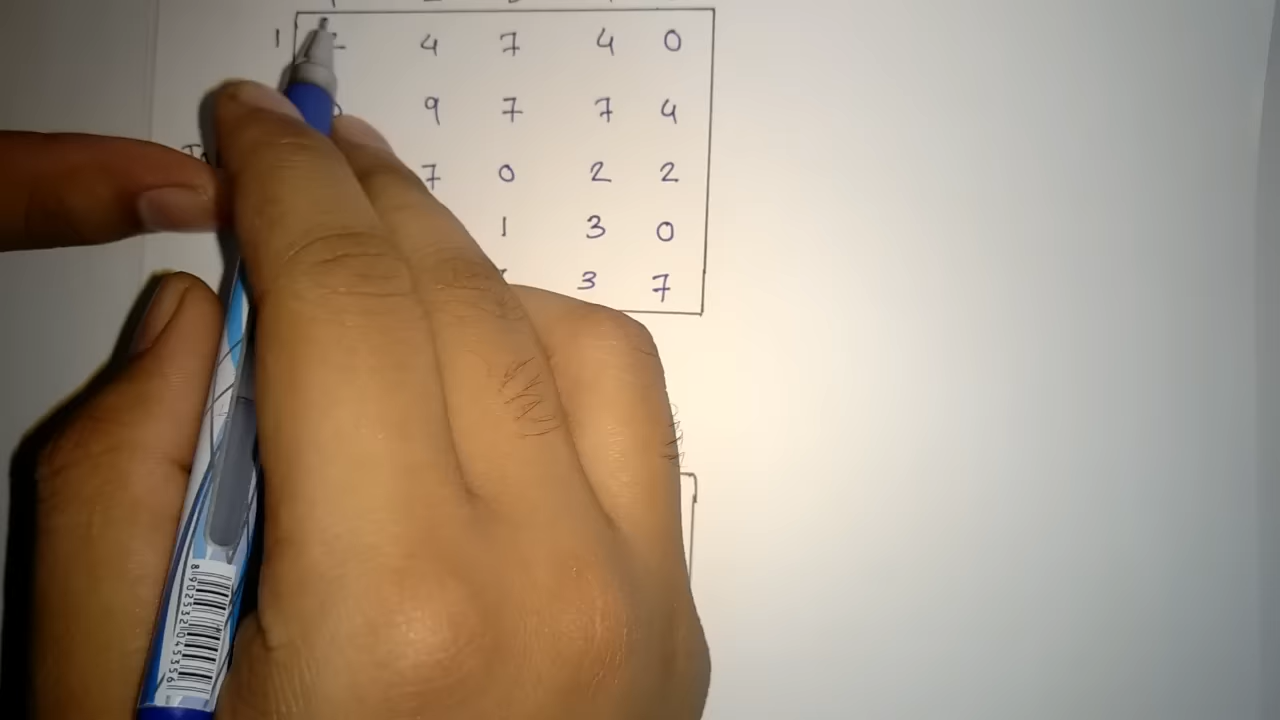 1 4 7 4 0
9 7 7 4
7 0 2 2
1 3 0
3 7
8902532045356